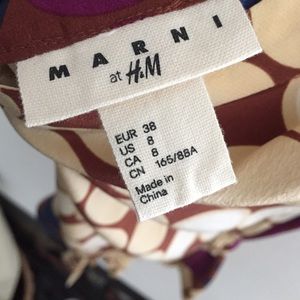 MARNI
at H&M
EUR 38
US 8
CA 8
CN 165/88A
Made in
China